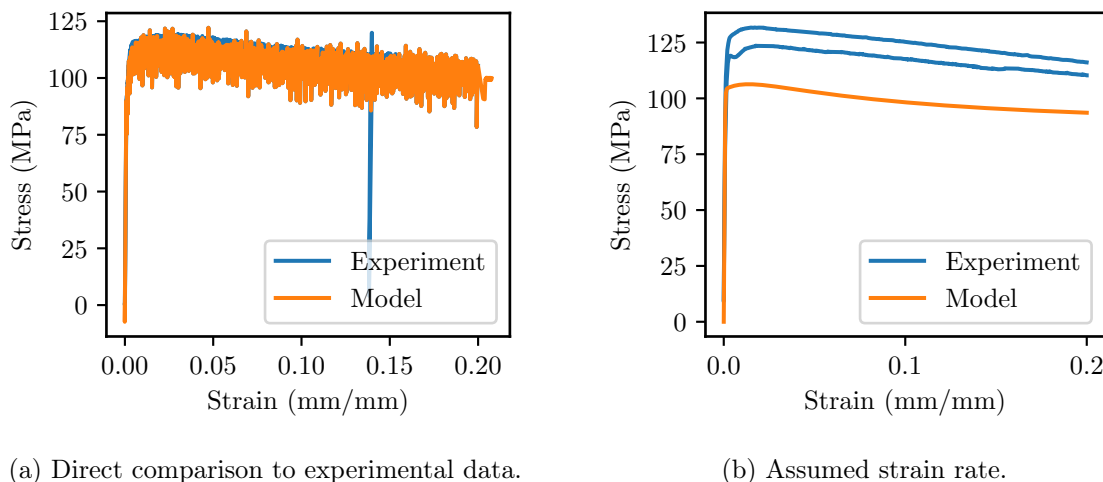 125
100
75
50
25
0
Stress (MPa)
0.00 0.05 0.10 0.15 0.20
Strain (mm/mm)
Experiment
Model
(a) Direct comparison to experimental data.
125
100
75
50
25
0
Stress (MPa)
0.0 0.1 0.2
Strain (mm/mm)
Experiment
Model
(b) Assumed strain rate.